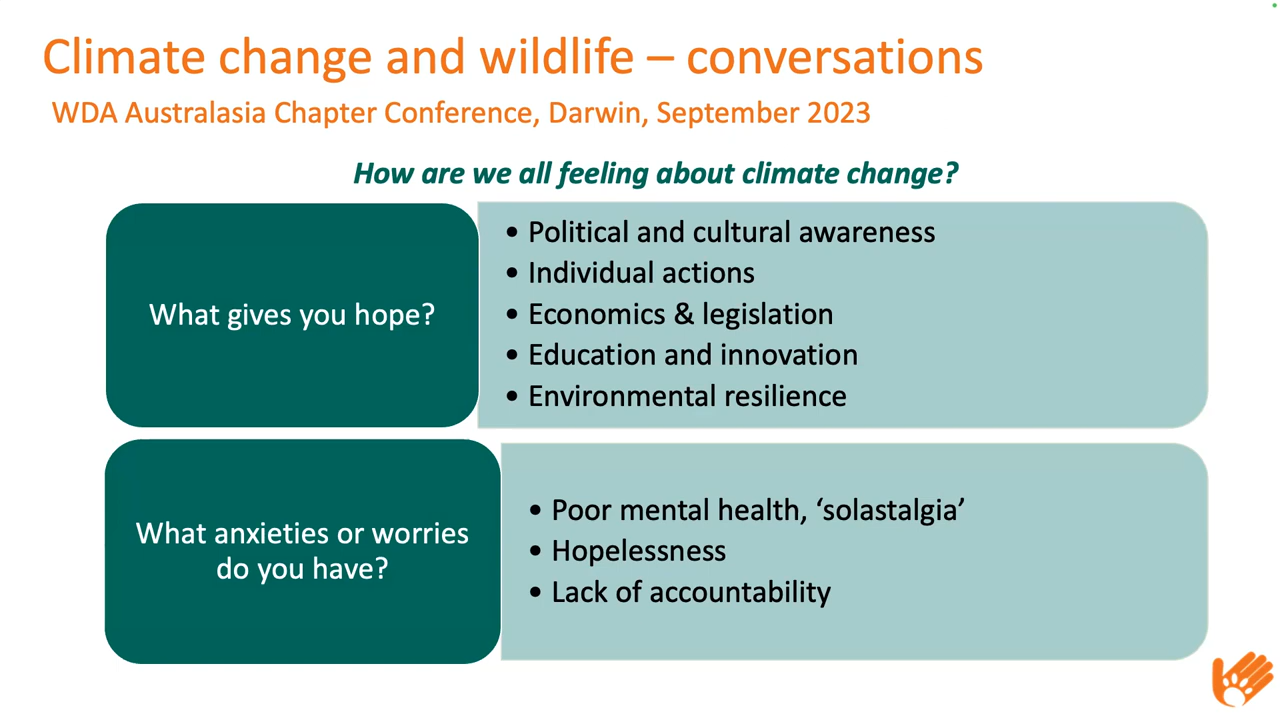 Climate change and wildlife – conversations
WDA Australasia Chapter Conference, Darwin, September 2023
How are we all feeling about climate change?
What gives you hope?
• Political and cultural awareness
• Individual actions
• Economics & legislation
• Education and innovation
• Environmental resilience
What anxieties or worries
do you have?
• Poor mental health, ‘solastalgia’
• Hopelessness
• Lack of accountability